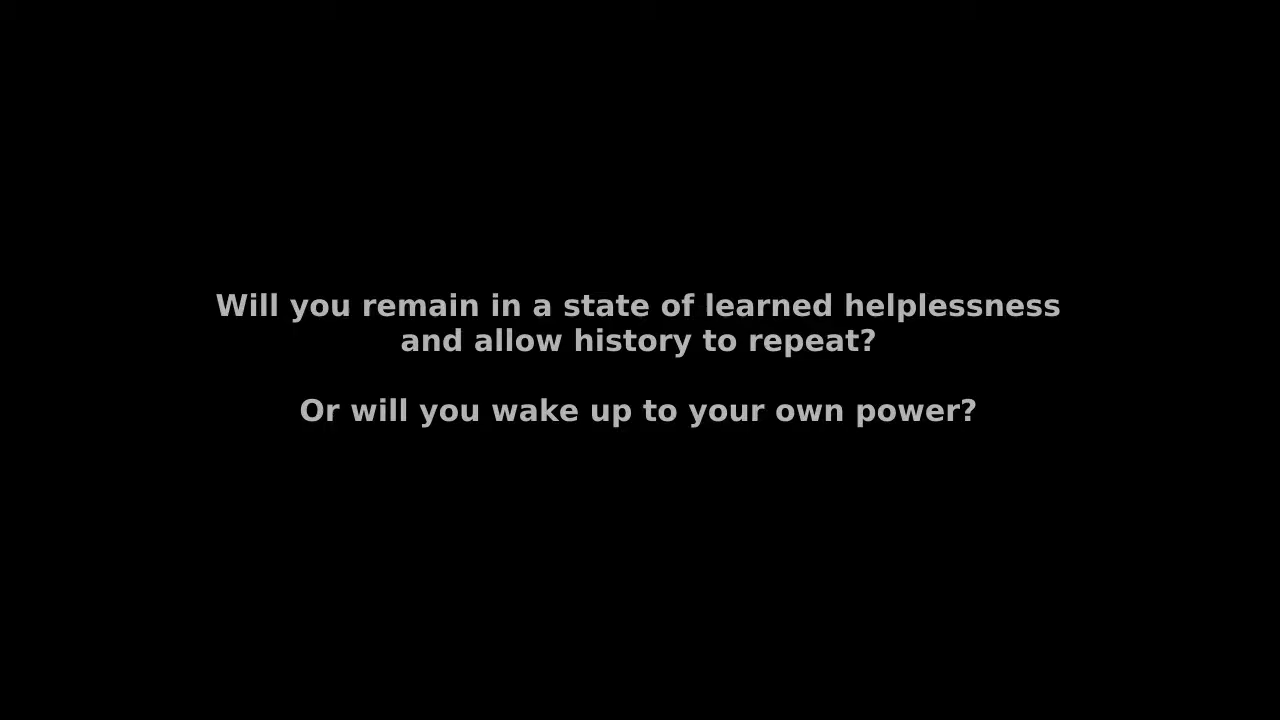 Will you remain in a state of learned helplessness
and allow history to repeat?
Or will you wake up to your own power?